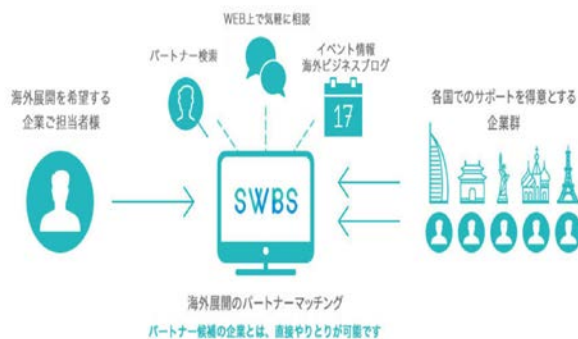 WEB上で気軽に相談
パートナー検索
イベント情報
海外ビジネスブログ
17
海外展開を希望する
企業ご担当者様
各国でのサポートを得意とする
企業群
SWBS
海外展開のパートナーマッチング
パートナー候補の企業とは、直接やりとりが可能です